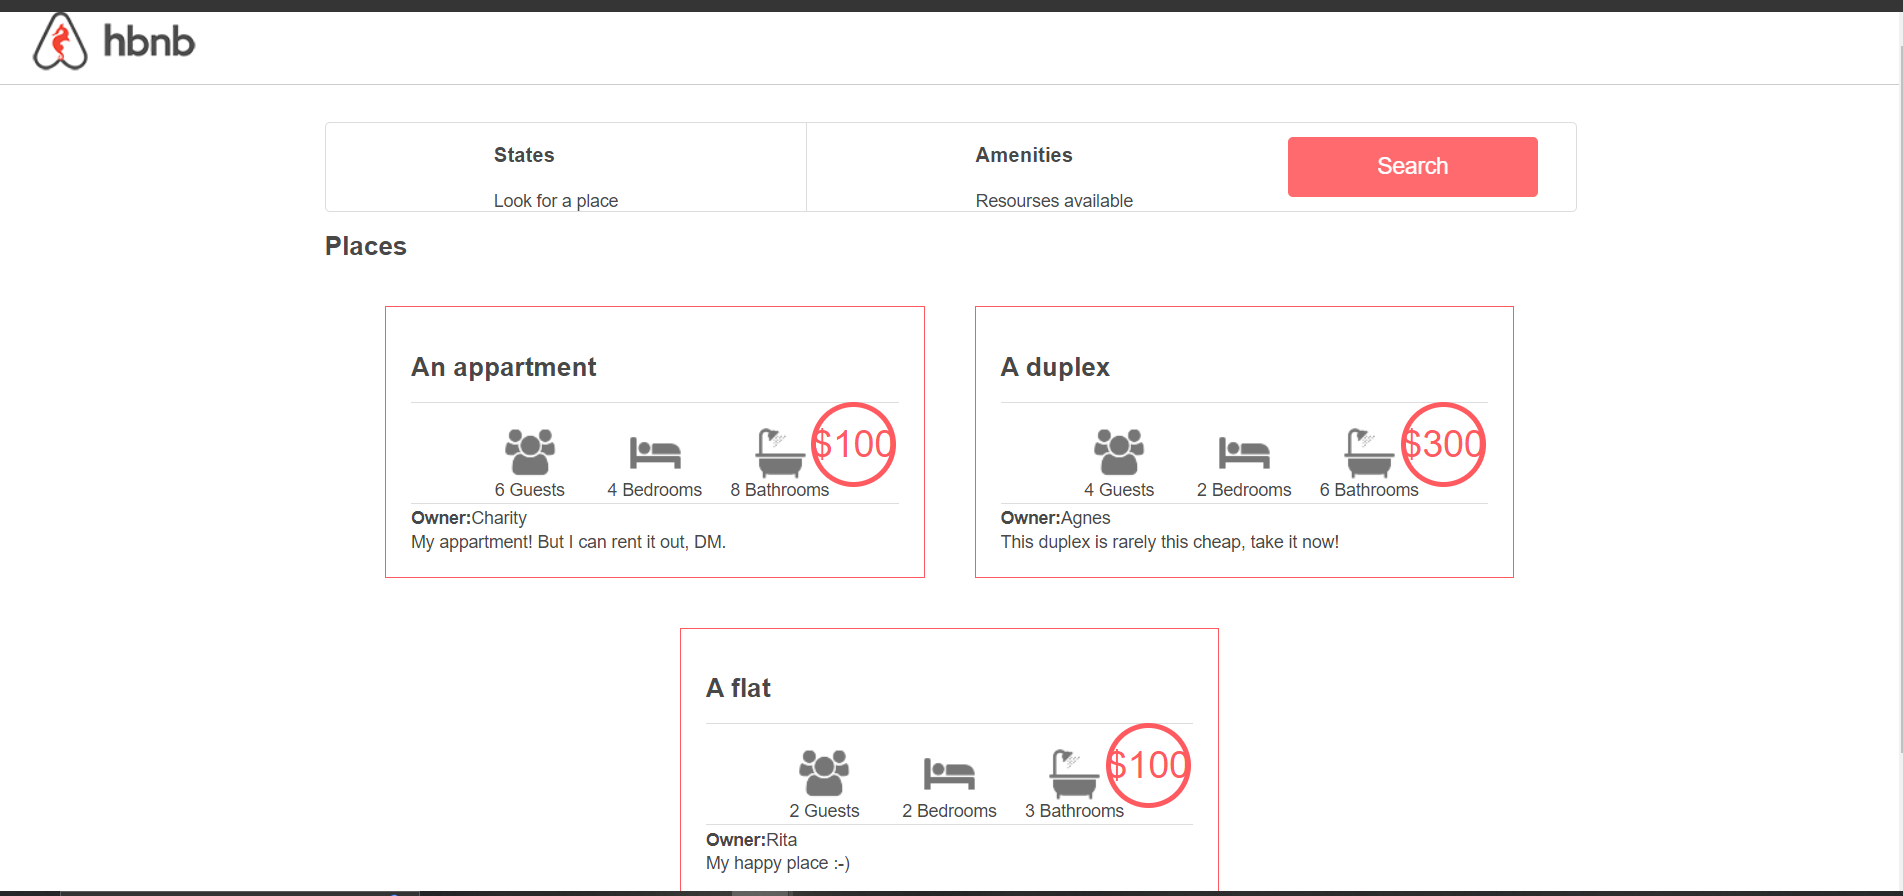 hbnb
States
Amenities
Search
Look for a place
Resourses available
Places
An appartment
$100
6 Guests
4 Bedrooms
8 Bathrooms
Owner:Charity
My appartment! But I can rent it out, DM.
A duplex
$300
4 Guests
2 Bedrooms
6 Bathrooms
Owner:Agnes
This duplex is rarely this cheap, take it now!
A flat
$100
2 Guests
2 Bedrooms
3 Bathrooms
Owner:Rita
My happy place :-)